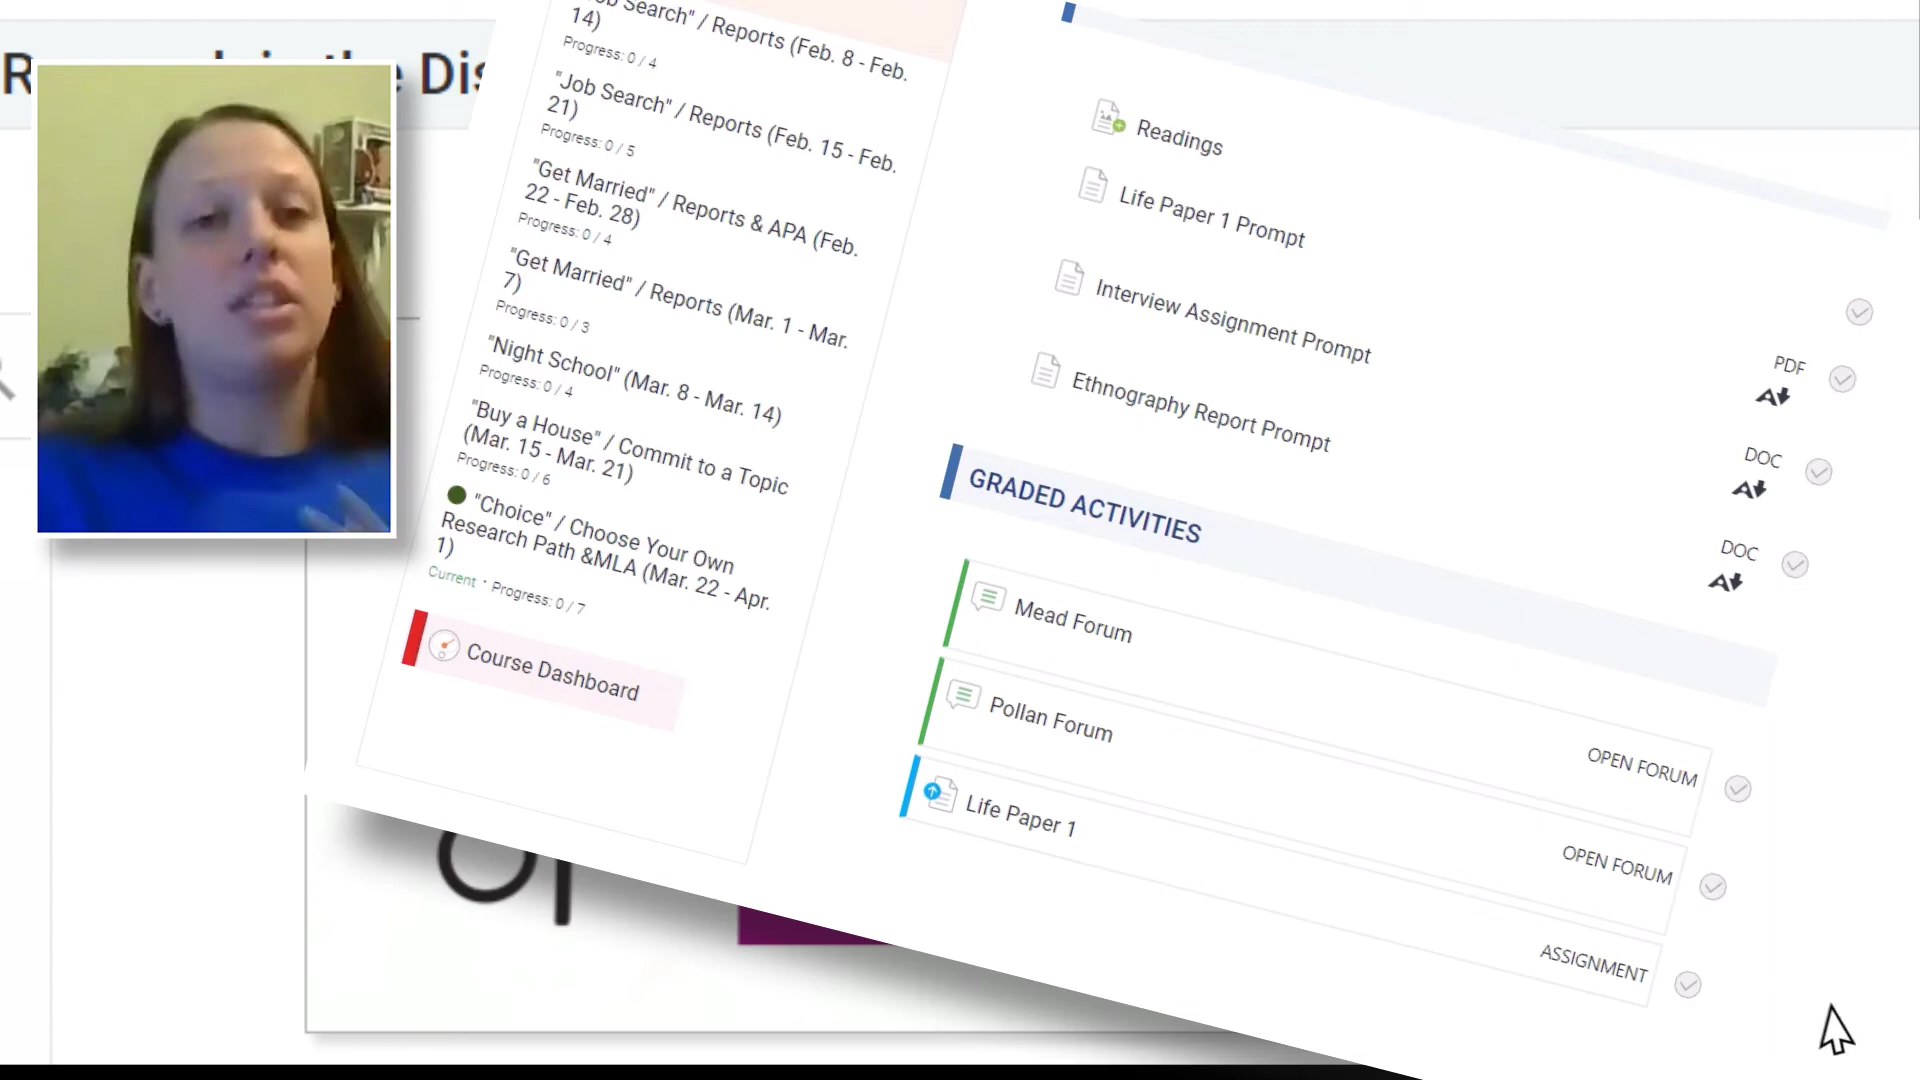 the Dis
ob Search" / Reports (Feb. 8 - Feb.
14)
Progress: 0 / 4
"Job Search" / Reports (Feb. 15 - Feb.
21)
Progress: 0 / 5
"Get Married" / Reports & APA (Feb.
22 - Feb. 28)
Progress: 0 / 4
"Get Married" / Reports (Mar. 1 - Mar.
7)
Progress: 0 / 3
"Night School" (Mar. 8 - Mar. 14)
Progress: 0 / 4
"Buy a House" / Commit to a Topic
(Mar. 15 - Mar. 21)
Progress: 0 / 6
"Choice" / Choose Your Own
Research Path &MLA (Mar. 22 - Apr.
1)
Current · Progress: 0 / 7
Course Dashboard
Readings
Life Paper 1 Prompt
PDF
Interview Assignment Prompt
DOC
Ethnography Report Prompt
DOC
GRADED ACTIVITIES
Mead Forum
OPEN FORUM
Pollan Forum
OPEN FORUM
Life Paper 1
ASSIGNMENT